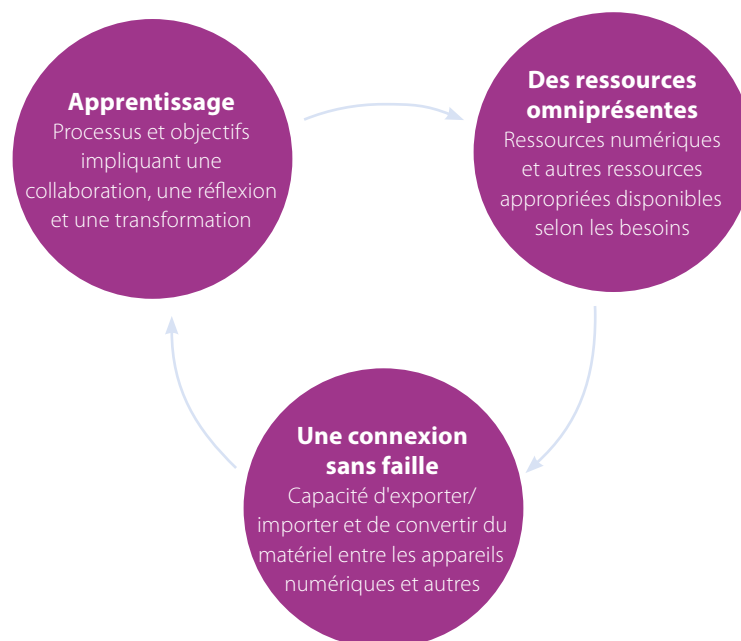 Apprentissage
Processus et objectifs
impliquant une
collaboration, une réflexion
et une transformation
Des ressources
omniprésentes
Ressources numériques
et autres ressources
appropriées disponibles
selon les besoins
Une connexion
sans faille
Capacité d'exporter/
importer et de convertir du
matériel entre les appareils
numériques et autres